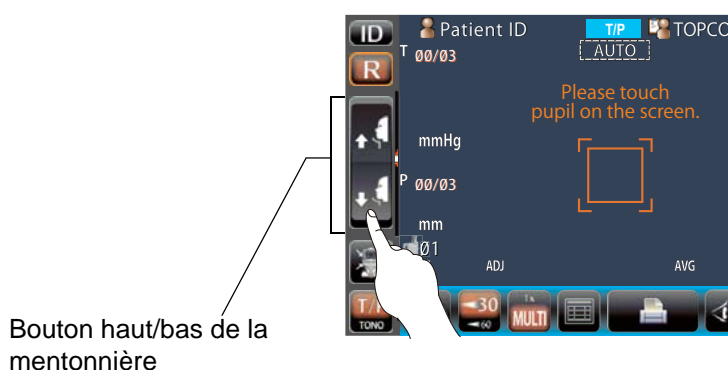 ID
Patient ID
T/P
TOPCO
R
T 00/03
AUTO
Please touch
pupil on the screen.
mmHg
P 00/03
mm
01
ADJ
AVG
T/
TONO
30
60
1x
MULTI
Bouton haut/bas de la
mentonnière